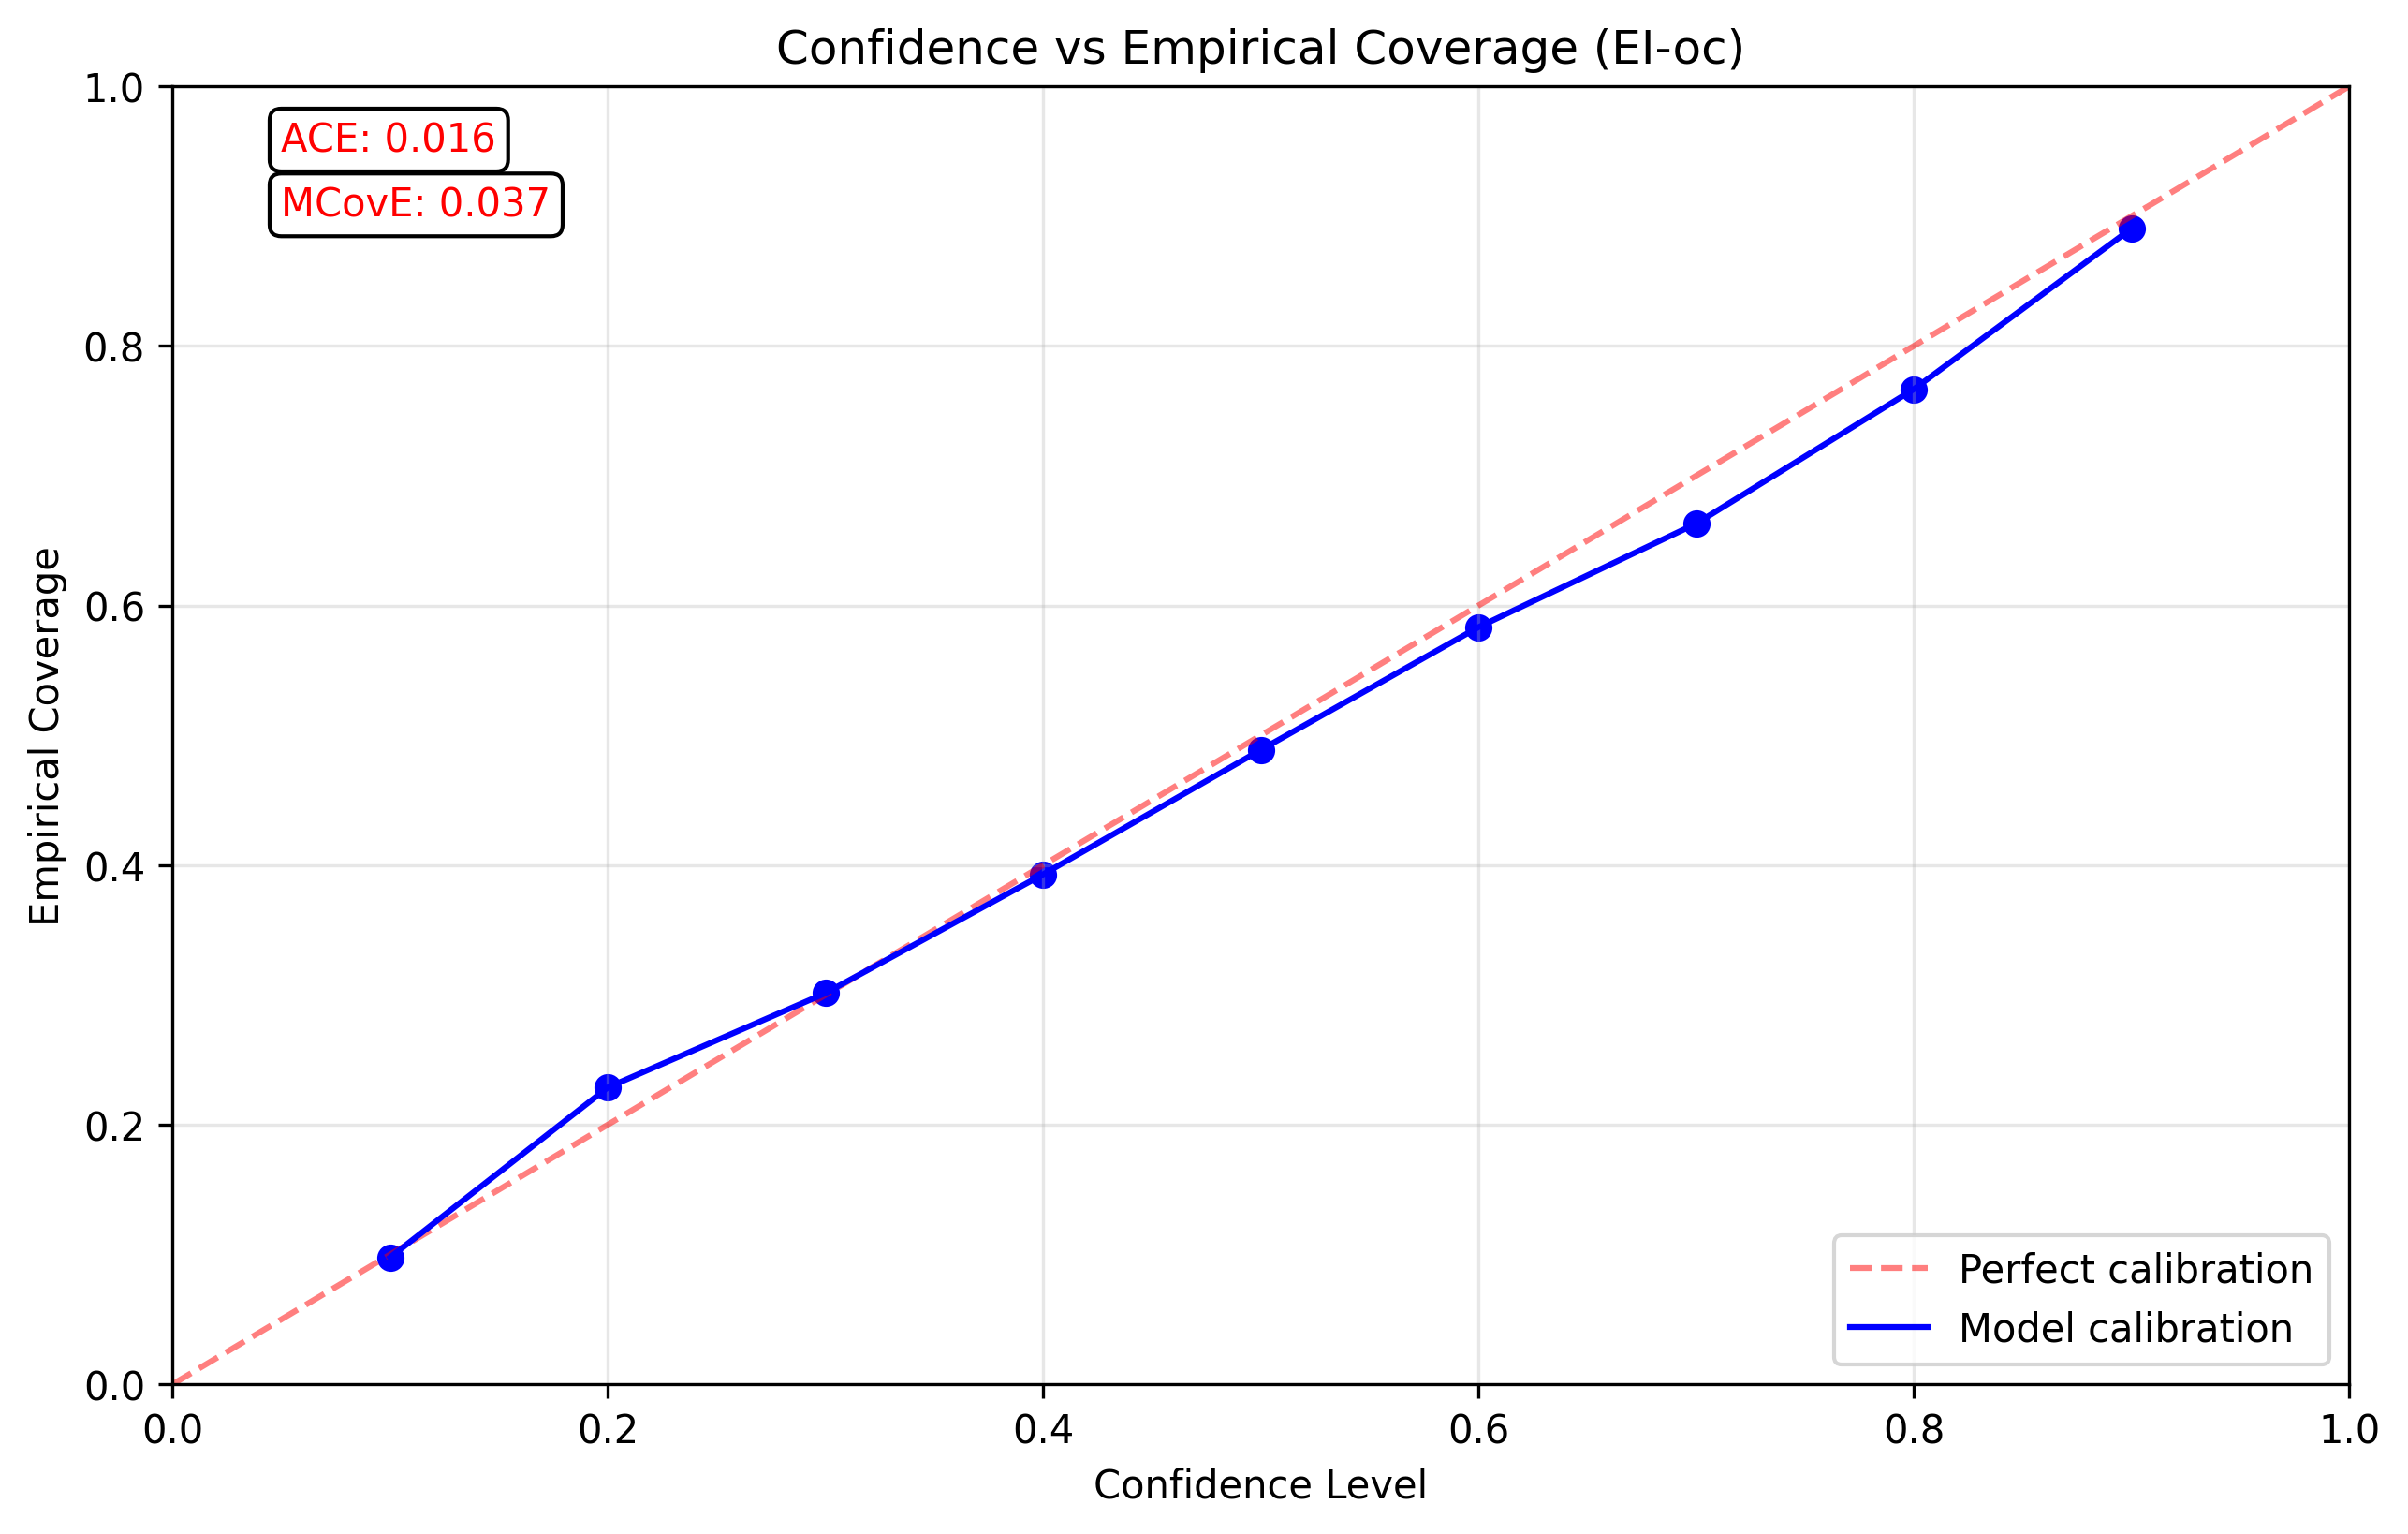 Confidence vs Empirical Coverage (EI-oc)
ACE: 0.016
MCovE: 0.037
1.0
0.8
0.6
0.4
0.2
0.0
Empirical Coverage
0.0 0.2 0.4 0.6 0.8 1.0
Confidence Level
Perfect calibration
Model calibration